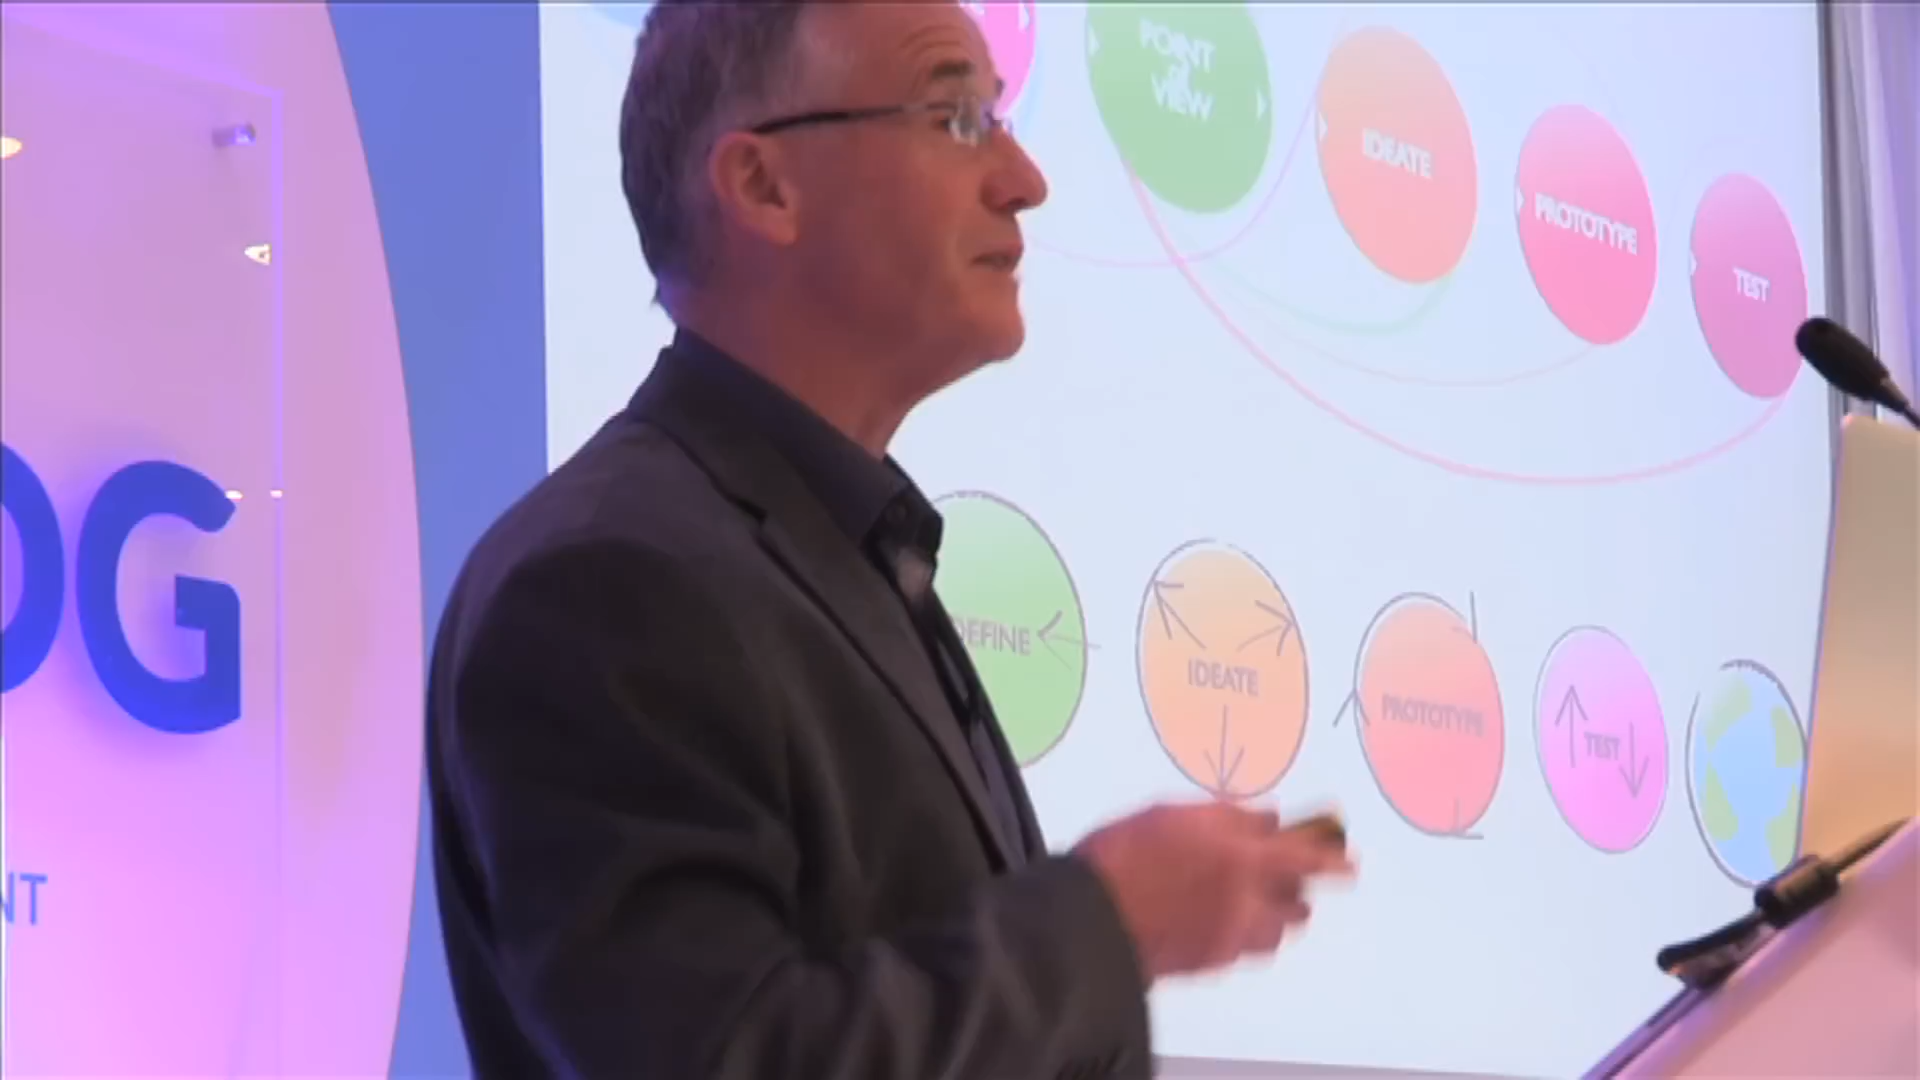 POINT
of
VIEW
IDEATE
PROTOTYPE
TEST
DEFINE
IDEATE
PROTOTYPE
TEST
OG
NT